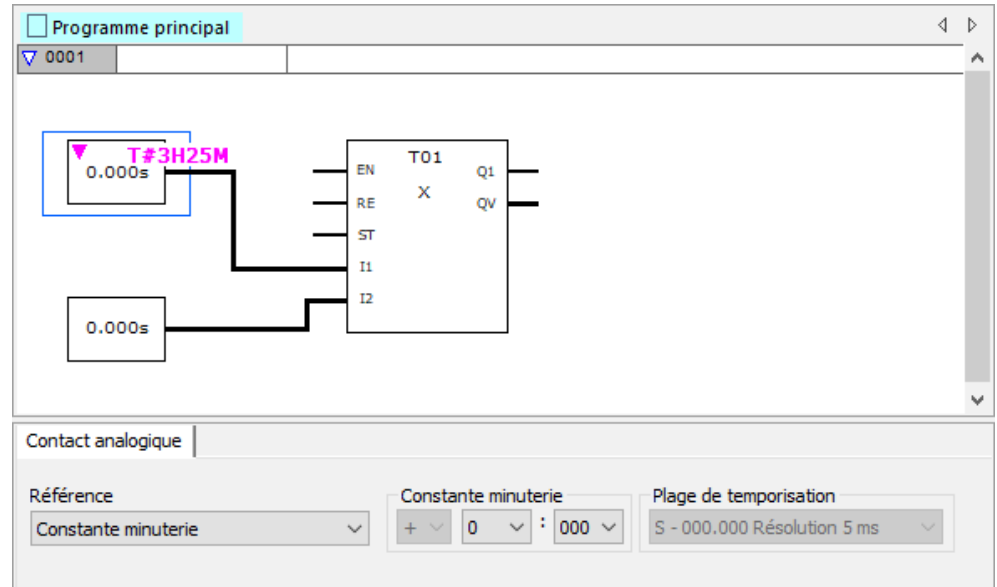 Programme principal
0001
T#3H25M
0.000s
T01
X
EN
RE
ST
I1
I2
Q1
QV
0.000s
Contact analogique
Référence
Constante minuterie
Constante minuterie
+ 0 : 000
Plage de temporisation
S - 000.000 Résolution 5 ms